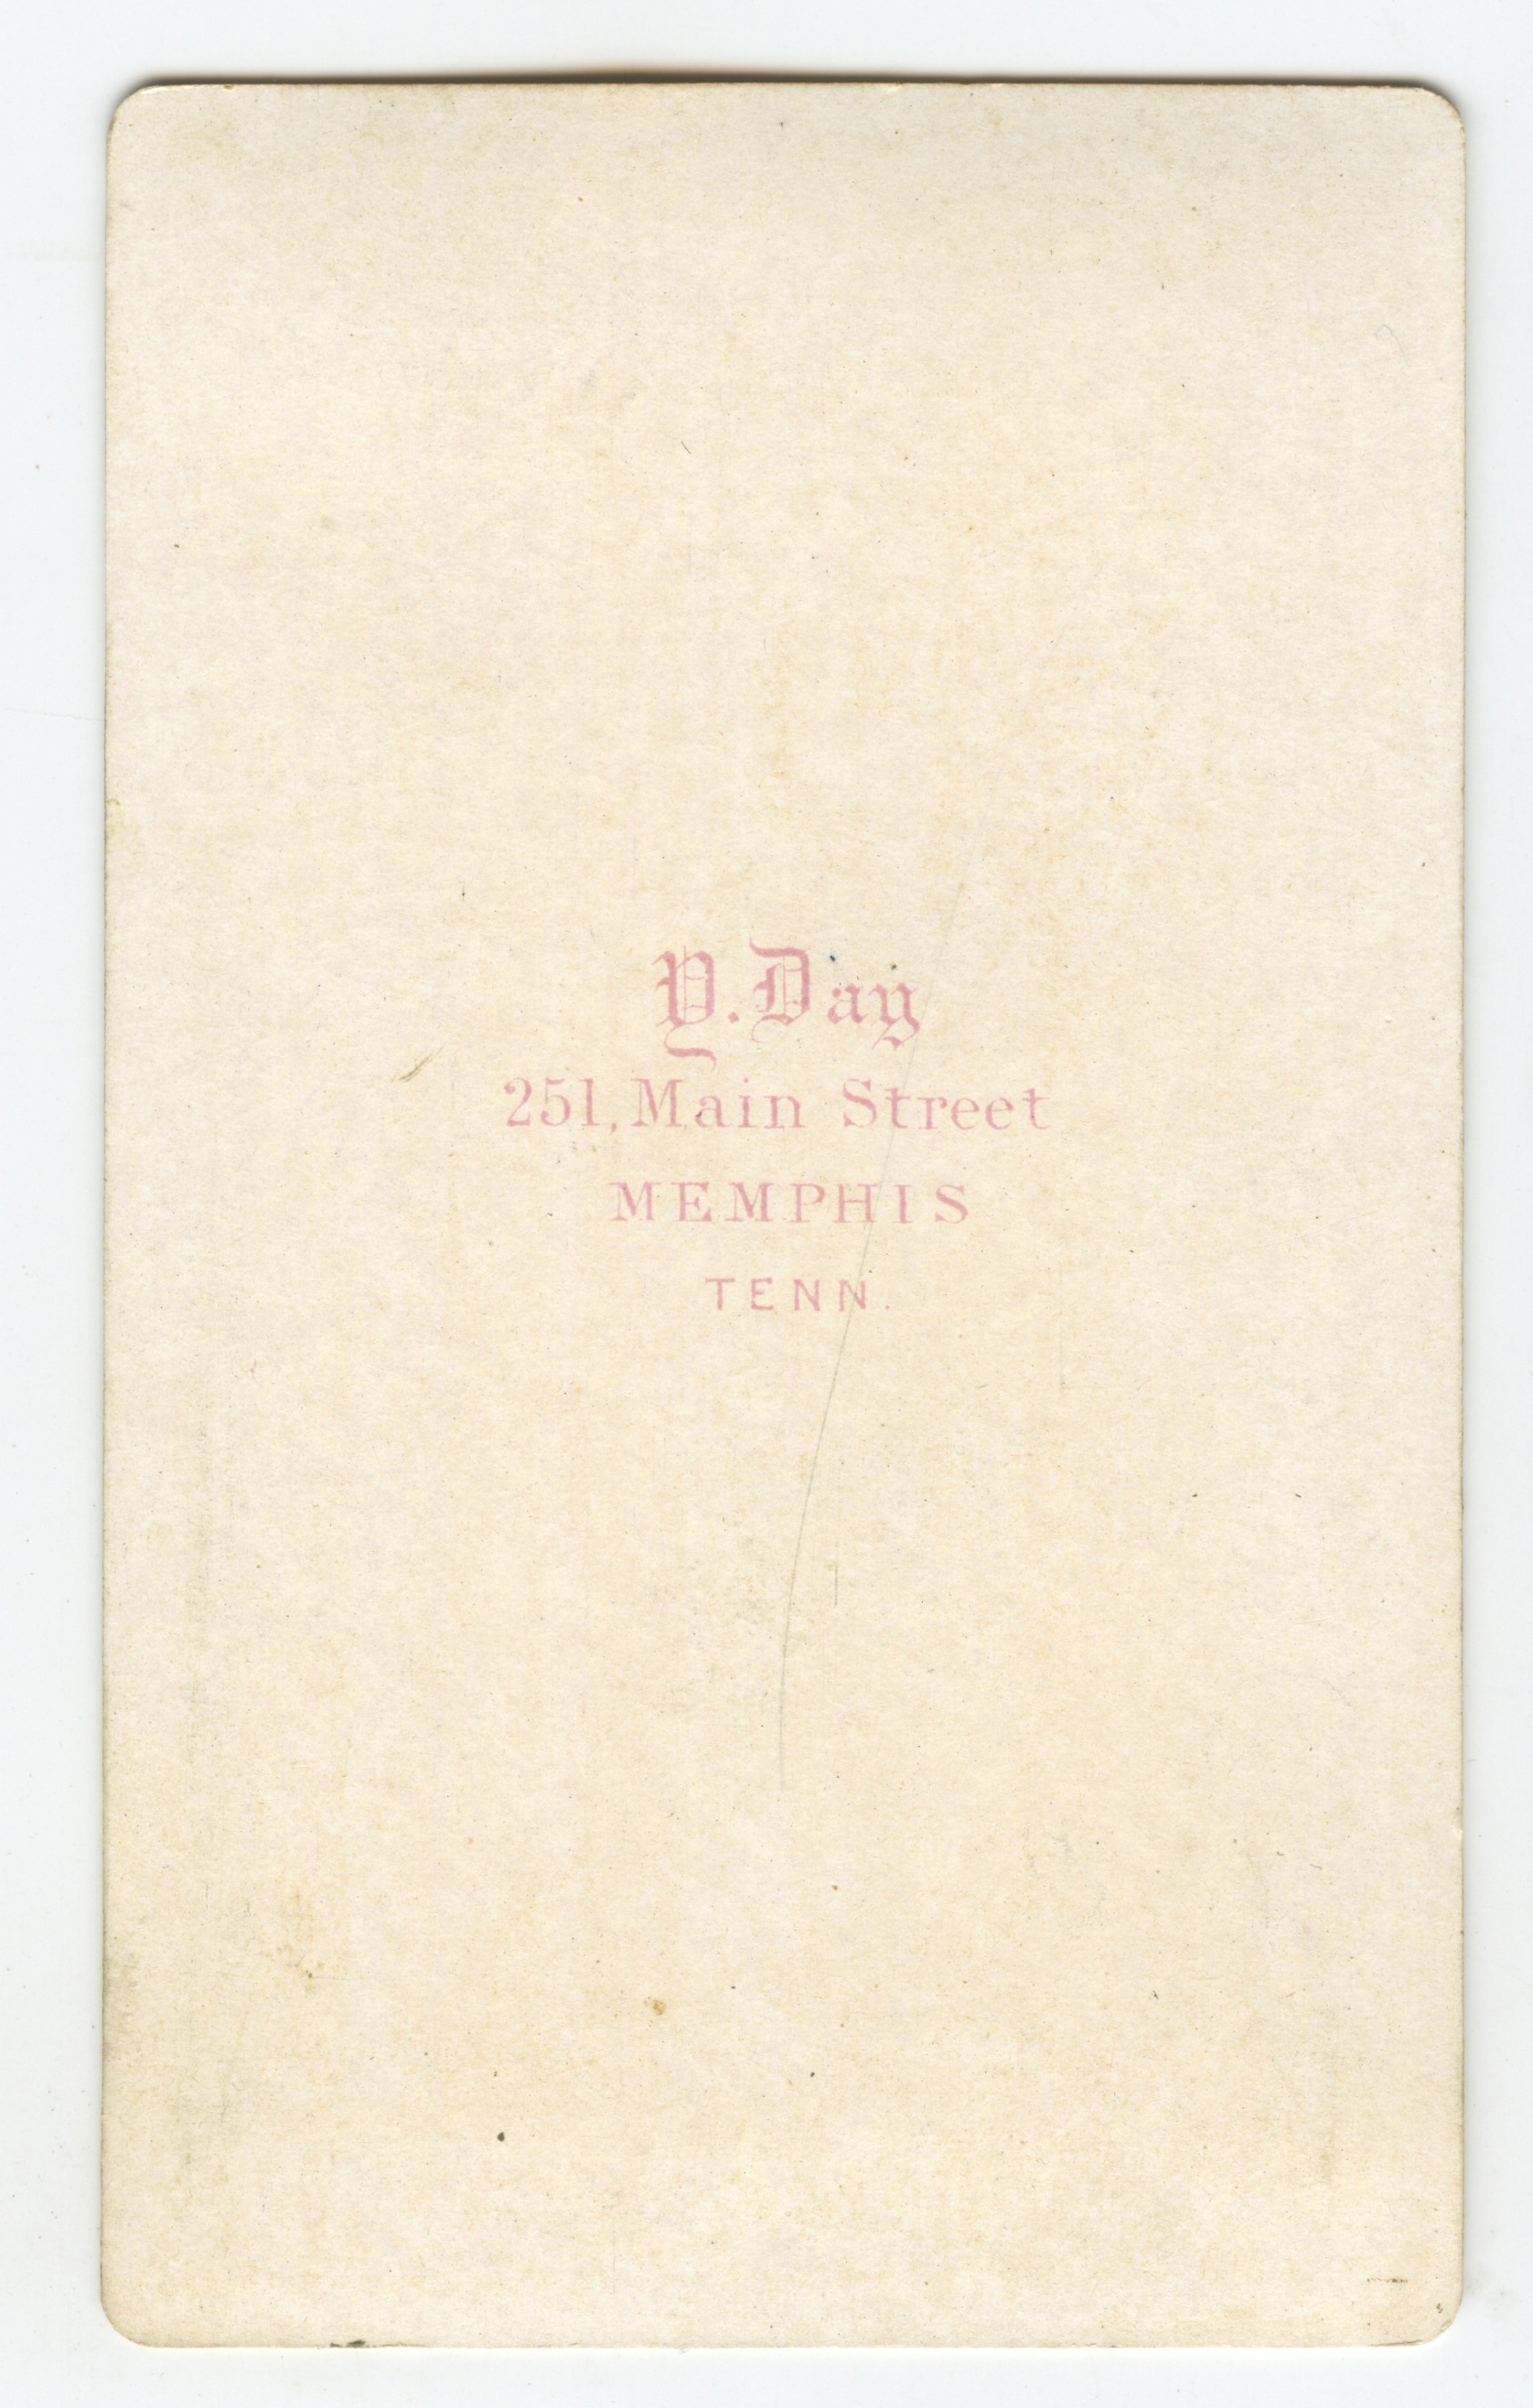 Y. Day
251, Main Street
MEMPHIS
TENN.